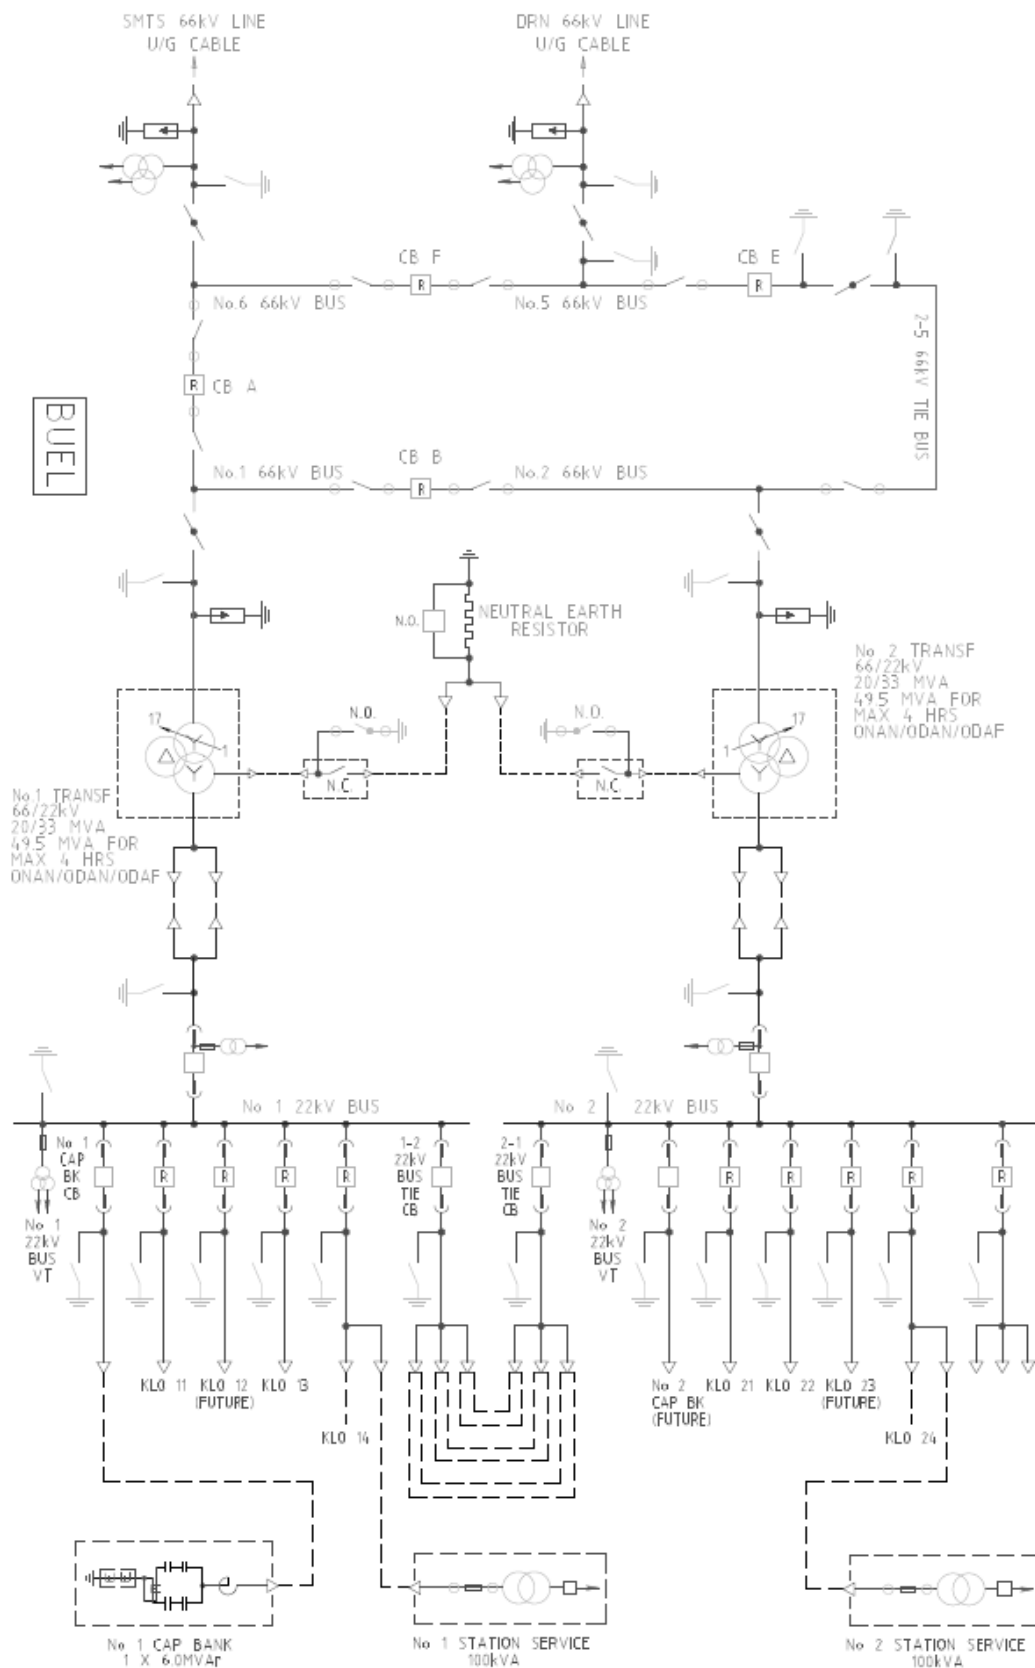 SMTS 66kV LINE
U/G CABLE
DRN 66kV LINE
U/G CABLE
CB F
R
No.6 66kV BUS
No.5 66kV BUS
CB E
R
2-5 66kV TIE BUS
R
CB A
BUEL
No.1 66kV BUS
CB B
R
No.2 66kV BUS
N.O.
NEUTRAL EARTH
RESISTOR
No 2 TRANSF
66/22kV
20/33 MVA
49.5 MVA FOR
MAX 4 HRS
ONAN/ODAN/ODAF
17
1
Y
Y
N.O.
N.C.
N.O.
N.C.
17
1
Y
Y
No.1 TRANSF
66/22kV
20/33 MVA
49.5 MVA FOR
MAX 4 HRS
ONAN/ODAN/ODAF
No 1 22kV BUS
No 2 22kV BUS
No 1
CAP
BK
CB
R
R
R
1-2
22kV
BUS
TIE
CB
2-1
22kV
BUS
TIE
CB
R
R
R
R
R
No 1
22kV
BUS
VT
No 2
22kV
BUS
VT
KLO 11
KLO 12
(FUTURE)
KLO 13
KLO 14
No 2
CAP BK
(FUTURE)
KLO 21
KLO 22
KLO 23
(FUTURE)
KLO 24
No 1 CAP BANK
1 X 6.0MVAr
No 1 STATION SERVICE
100kVA
No 2 STATION SERVICE
100kVA